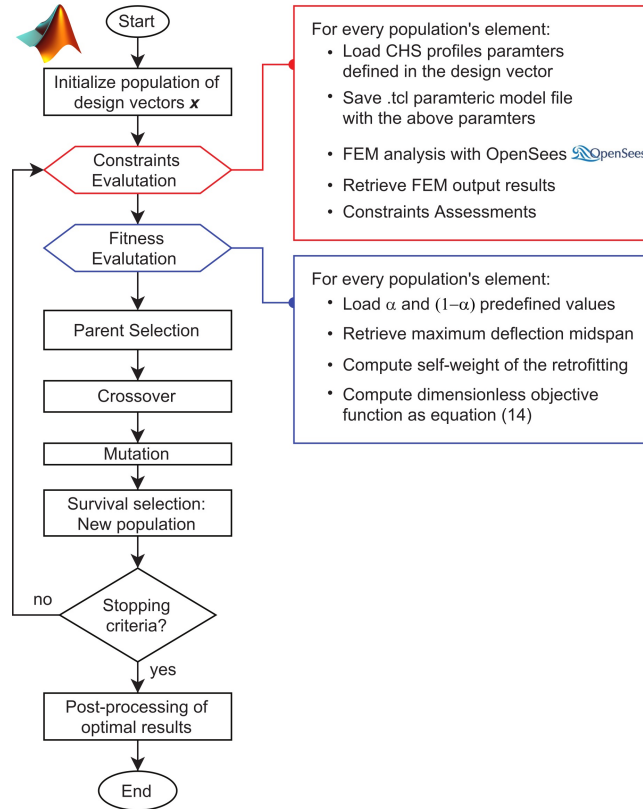 Start
Initialize population of
design vectors x
Constraints
Evalutation
Fitness
Evalutation
Parent Selection
Crossover
Mutation
Survival selection:
New population
Stopping
criteria?
no
yes
Post-processing of
optimal results
End
For every population's element:
• Load CHS profiles paramters
defined in the design vector
• Save .tcl paramteric model file
with the above paramters
• FEM analysis with OpenSees OpenSees
• Retrieve FEM output results
• Constraints Assessments
For every population's element:
• Load α and (1−α) predefined values
• Retrieve maximum deflection midspan
• Compute self-weight of the retrofitting
• Compute dimensionless objective
function as equation (14)